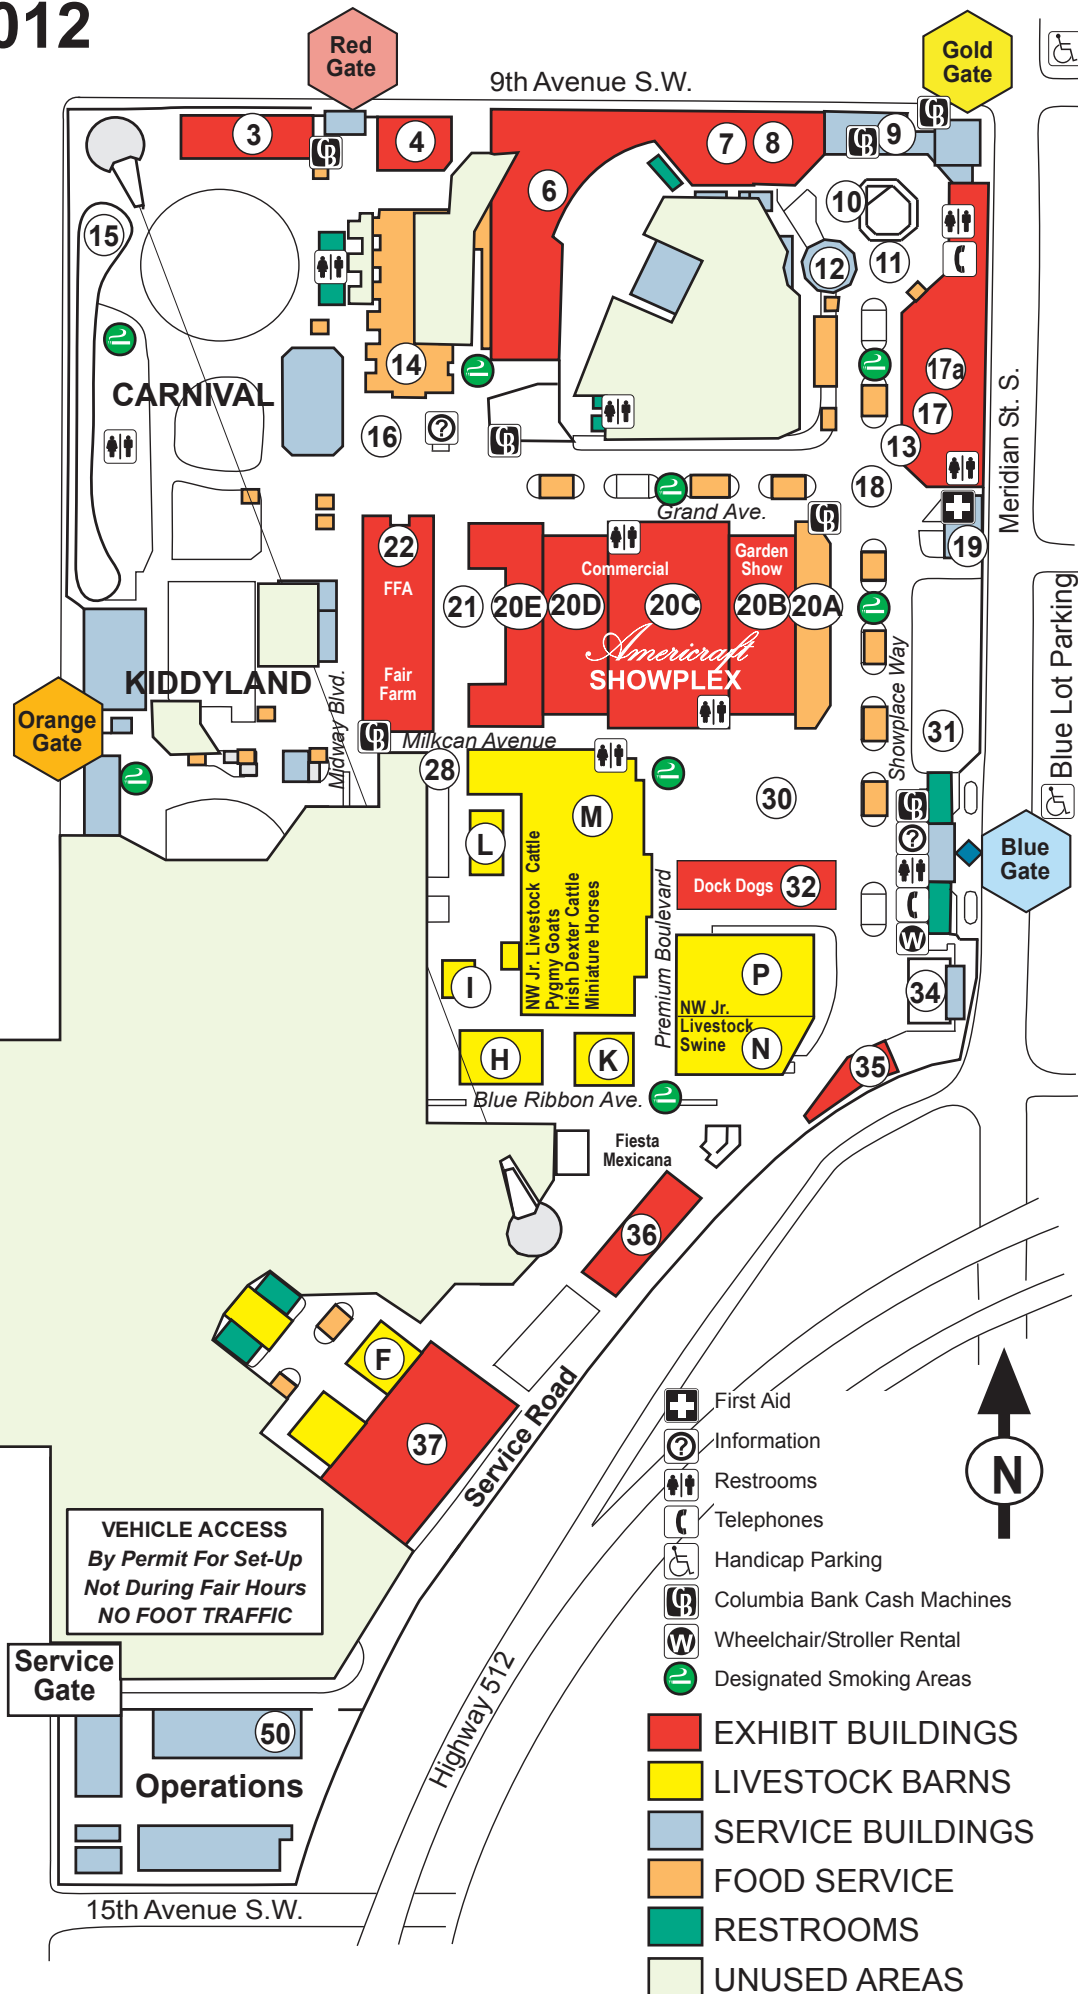 012
Red
Gate
Gold
Gate
9th Avenue S.W.
3
4
6
7
8
9
10
11
12
15
14
16
CARNIVAL
17a
17
13
18
19
Meridian St. S.
Grand Ave.
22
FFA
Fair
Farm
21
20E
20D
20C
20B
20A
Commercial
Garden
Show
Americraft
SHOWPLEX
KIDDYLAND
Orange
Gate
Midway Blvd.
Milkcan Avenue
Showplace Way
Blue Lot Parking
28
30
31
L
M
NW Jr. Livestock Cattle
Pygmy Goats
Irish Dexter Cattle
Miniature Horses
Dock Dogs
32
Blue
Gate
W
Premium Boulevard
I
P
NW Jr.
Livestock
Swine
N
34
H
K
35
Blue Ribbon Ave.
Fiesta
Mexicana
36
F
37
Service Road
N
VEHICLE ACCESS
By Permit For Set-Up
Not During Fair Hours
NO FOOT TRAFFIC
Service
Gate
50
Operations
Highway 512
15th Avenue S.W.
First Aid
? Information
Restrooms
Telephones
Handicap Parking
CB Columbia Bank Cash Machines
W Wheelchair/Stroller Rental
Designated Smoking Areas
EXHIBIT BUILDINGS
LIVESTOCK BARNS
SERVICE BUILDINGS
FOOD SERVICE
RESTROOMS
UNUSED AREAS